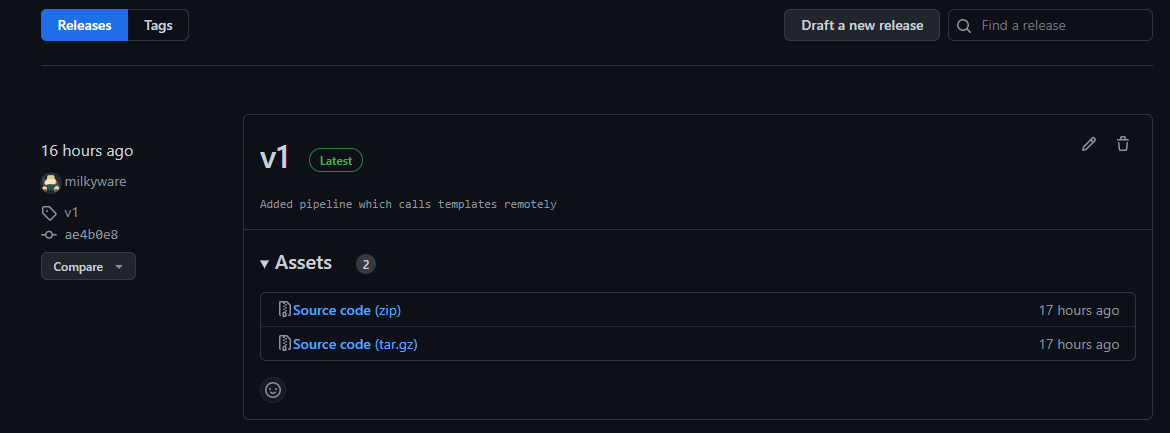 Releases Tags Draft a new release Find a release
16 hours ago
milkyware
v1
ae4b0e8
Compare
v1 Latest
Added pipeline which calls templates remotely
Assets 2
Source code (zip) 17 hours ago
Source code (tar.gz) 17 hours ago